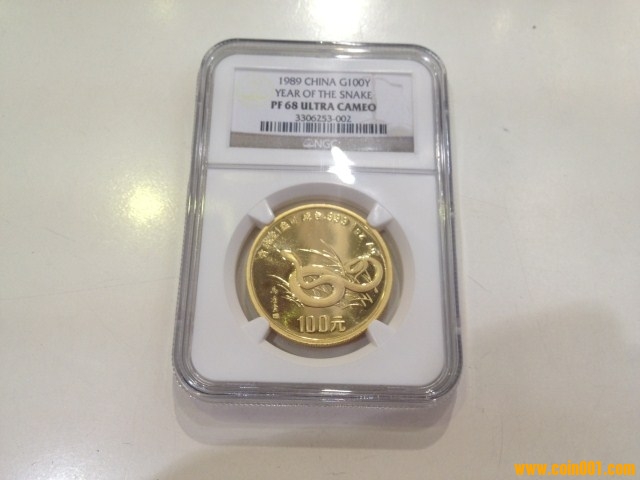 1989 CHINA G100Y
YEAR OF THE SNAKE
PF 68 ULTRA CAMEO
3306253-002
NGC
100元
www.coin001.com